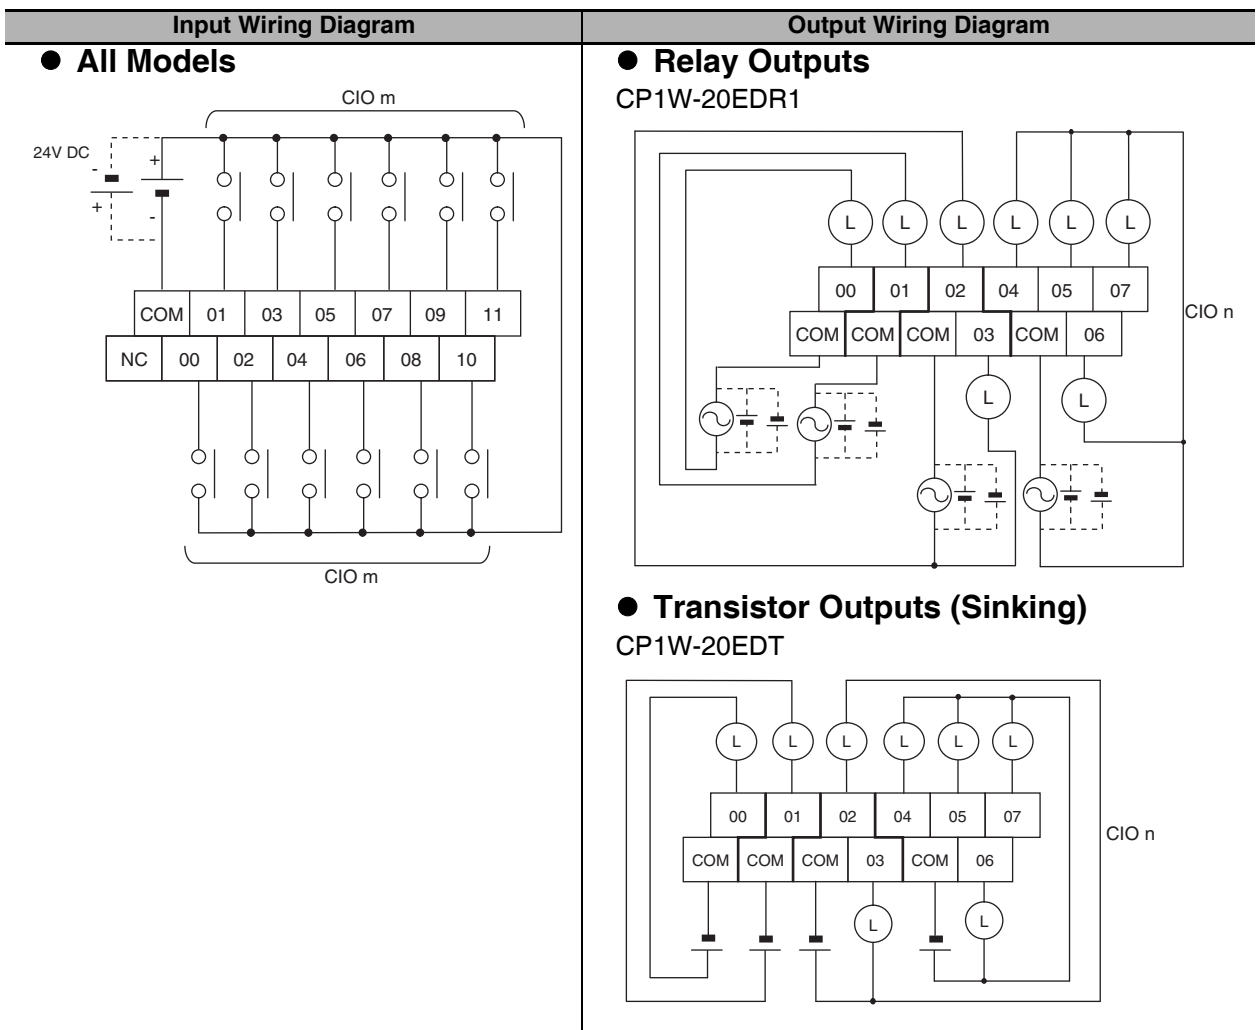 Input Wiring Diagram
Output Wiring Diagram
● All Models
CIO m
24V DC
-
+
+
-
COM 01 03 05 07 09 11
NC 00 02 04 06 08 10
CIO m
● Relay Outputs
CP1W-20EDR1
L L L L L L
00 01 02 04 05 07
CIO n
COM COM COM 03 COM 06
L L
● Transistor Outputs (Sinking)
CP1W-20EDT
L L L L L L
00 01 02 04 05 07
CIO n
COM COM COM 03 COM 06
L L